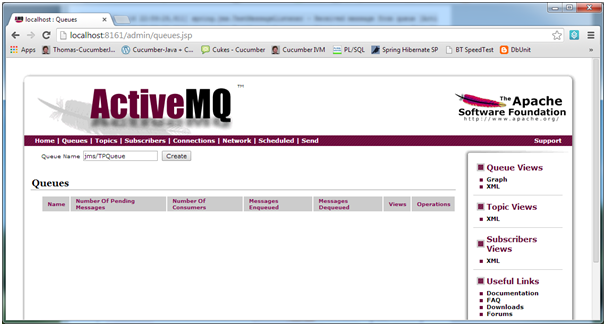 localhost : Queues
localhost:8161/admin/queues.jsp
Apps Thomas-CucumberJ... Cucumber-Java + C... Cukes - Cucumber Cucumber IVM PL/SQL Spring Hibernate SP BT SpeedTest DbUnit
ActiveMQ™
The Apache
Software Foundation
http://www.apache.org/
Home | Queues | Topics | Subscribers | Connections | Network | Scheduled | Send
Support
Queue Name jms/TPQueue Create
Queues
Name Number Of Pending Messages Number Of Consumers Messages Enqueued Messages Dequeued Views Operations
Queue Views
Graph
XML
Topic Views
XML
Subscribers
Views
XML
Useful Links
Documentation
FAQ
Downloads
Forums